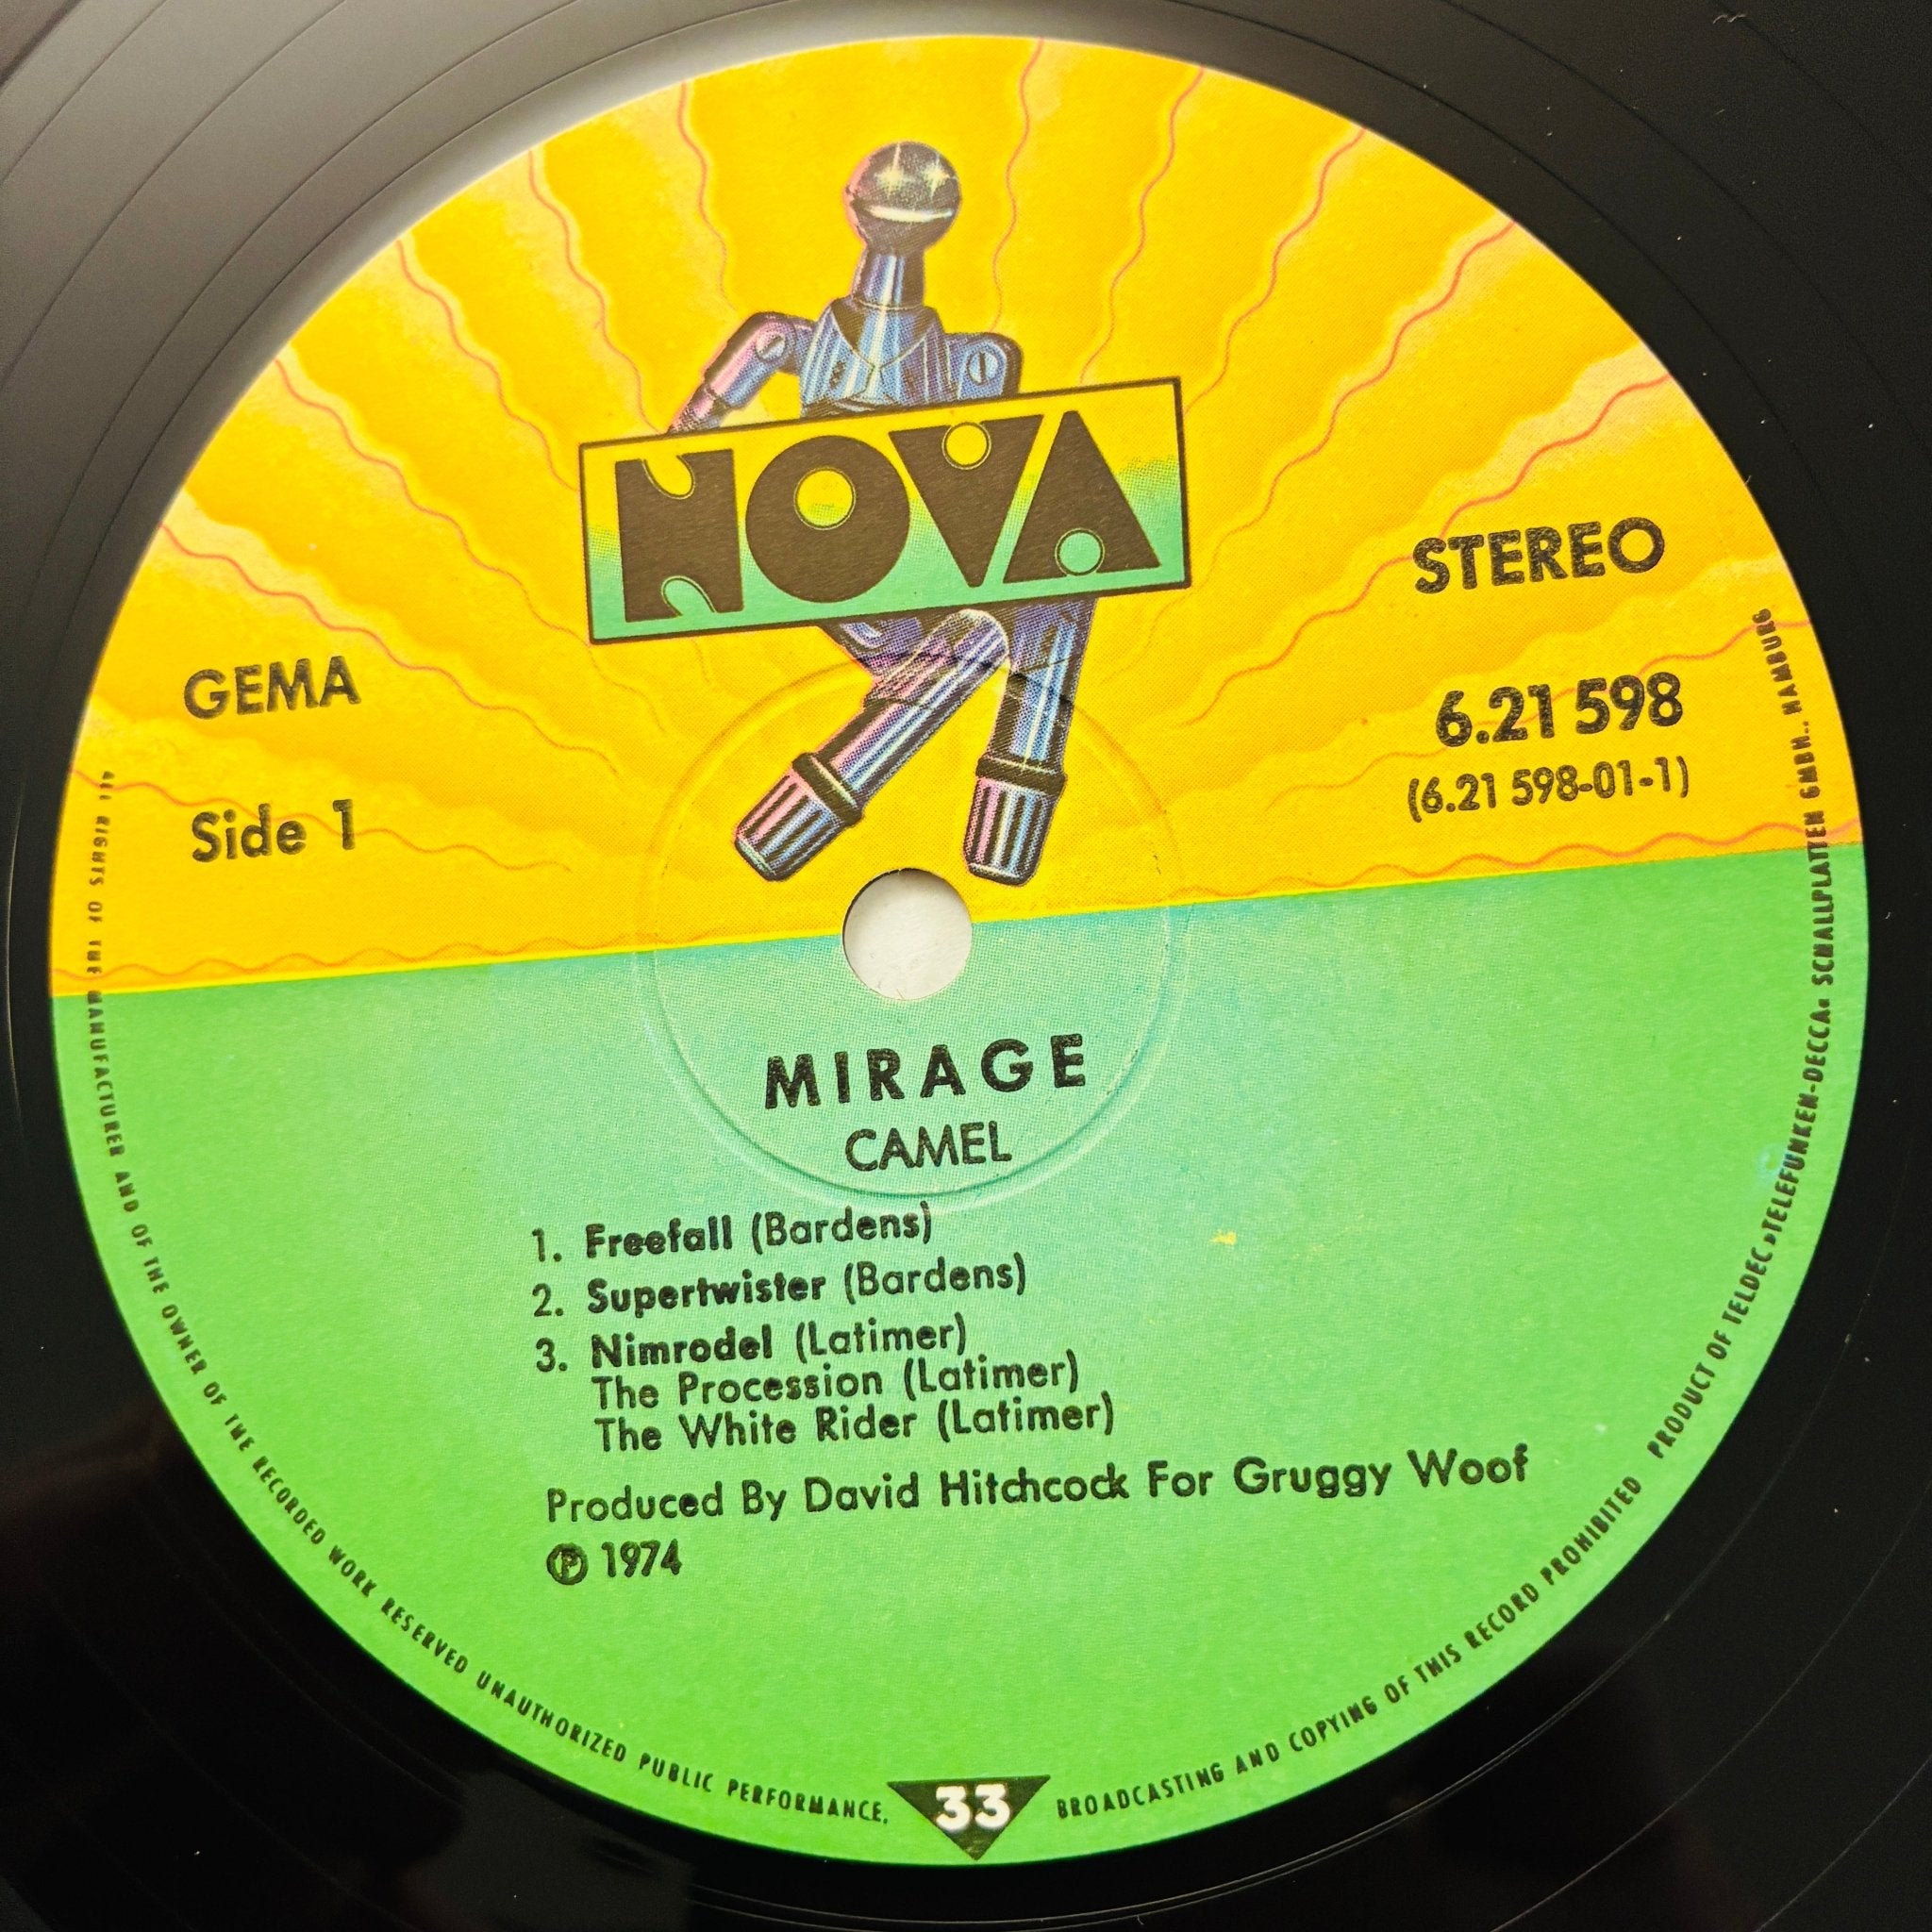 NOVA
STEREO
GEMA
6.21 598
(6.21 598-01-1)
Side 1
MIRAGE
CAMEL
1. Freefall (Bardens)
2. Supertwister (Bardens)
3. Nimrodel (Latimer)
The Procession (Latimer)
The White Rider (Latimer)
Produced By David Hitchcock For Gruggy Woof
℗ 1974
33
ALL RIGHTS OF THE MANUFACTURER AND OF THE OWNER OF THE RECORDED WORK RESERVED UNAUTHORIZED PUBLIC PERFORMANCE, BROADCASTING AND COPYING OF THIS RECORD PROHIBITED PRODUCT OF TELDEC »TELEFUNKEN-DECCA« SCHALLPLATTEN GMBH., HAMBURG